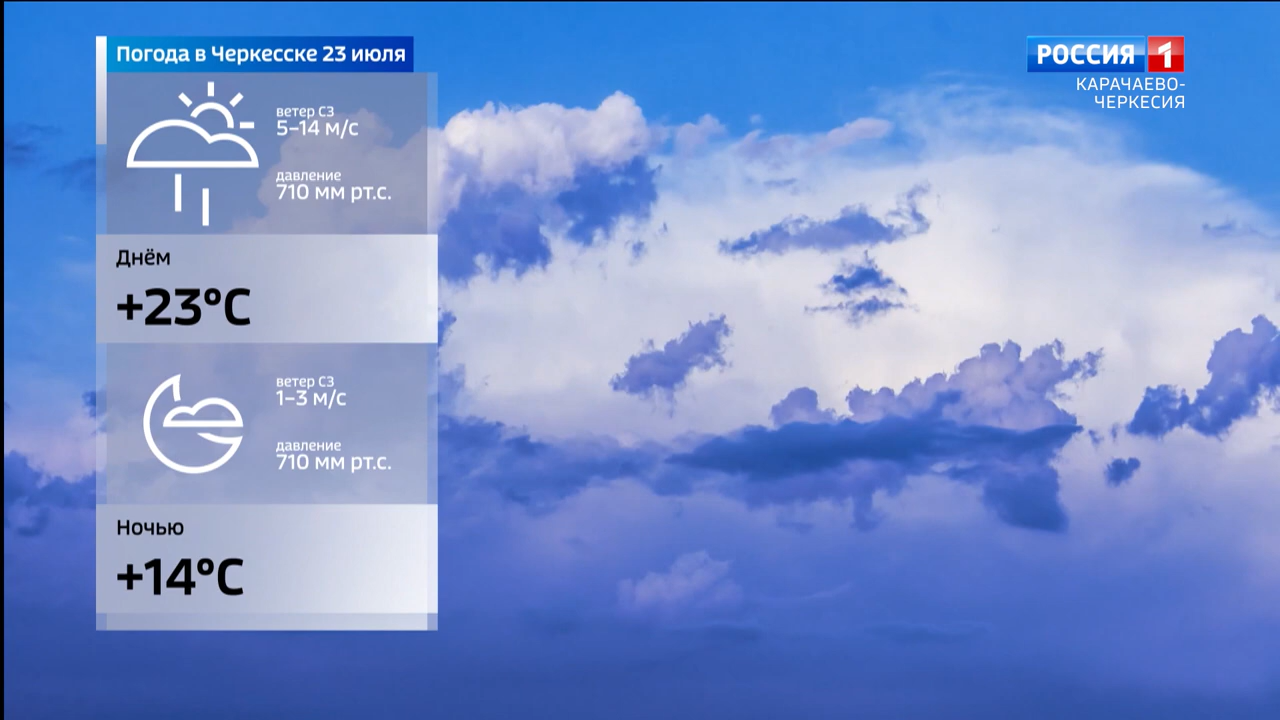 Погода в Черкесске 23 июля
РОССИЯ 1
КАРАЧАЕВО-
ЧЕРКЕСИЯ
ветер СЗ
5–14 м/с
давление
710 мм рт.с.
Днём
+23°C
ветер СЗ
1–3 м/с
давление
710 мм рт.с.
Ночью
+14°C